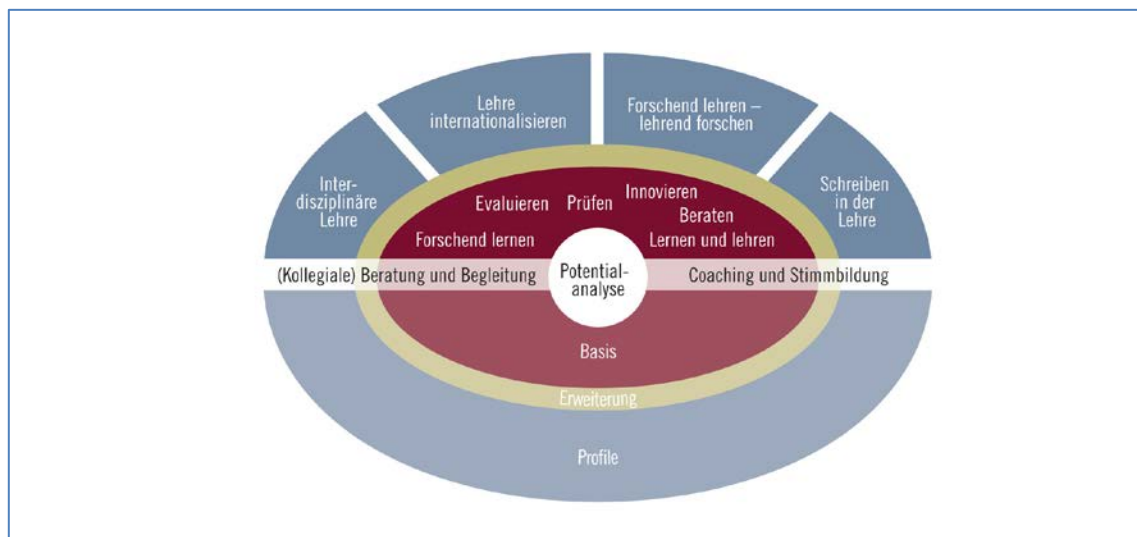 Lehre
internationalisieren
Forschend lehren –
lehrend forschen
Inter-
disziplinäre
Lehre
Schreiben
in der
Lehre
Evaluieren
Prüfen
Innovieren
Beraten
Forschend lernen
Lernen und lehren
(Kollegiale) Beratung und Begleitung
Potential-
analyse
Coaching und Stimmbildung
Basis
Erweiterung
Profile